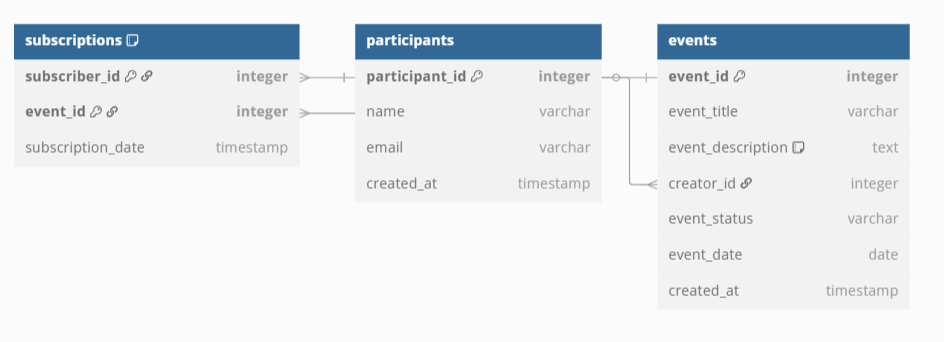 subscriptions
subscriber_id integer
event_id integer
subscription_date timestamp
participants
participant_id integer
name varchar
email varchar
created_at timestamp
events
event_id integer
event_title varchar
event_description text
creator_id integer
event_status varchar
event_date date
created_at timestamp